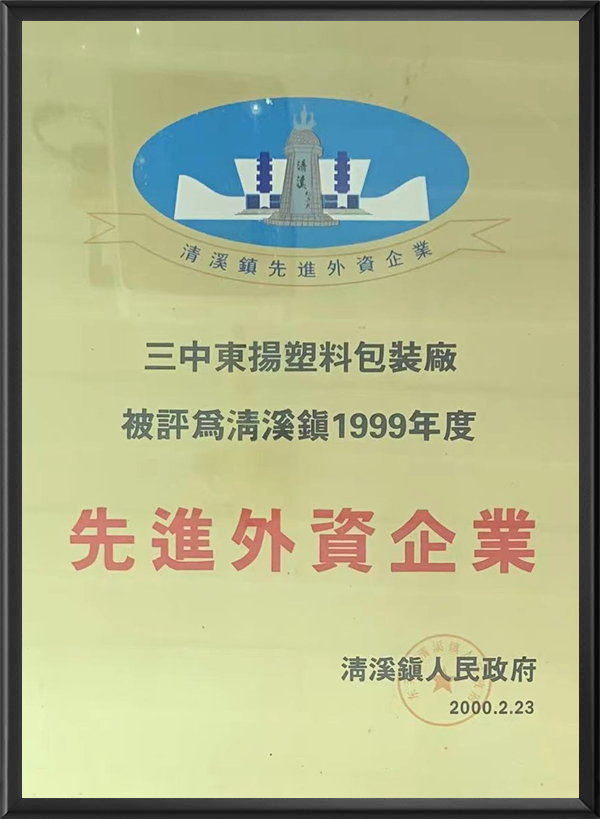 清溪
清溪鎮先進外資企業
三中東揚塑料包裝廠
被評爲清溪鎮1999年度
先進外資企業
清溪鎮人民政府
2000.2.23